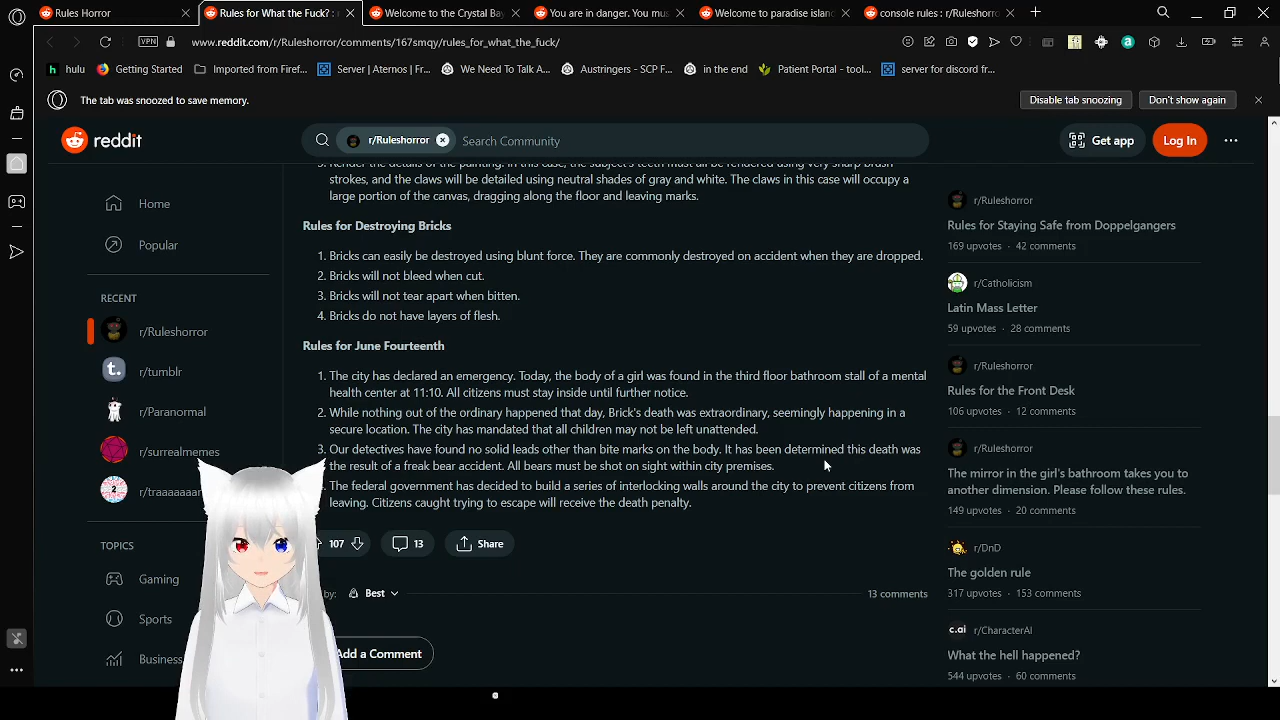 Rules Horror
Rules for What the Fuck? : r
Welcome to the Crystal Bay
You are in danger. You mus
Welcome to paradise islan
console rules : r/Ruleshorr
VPN
www.reddit.com/r/Ruleshorror/comments/167smqy/rules_for_what_the_fuck/
hulu
Getting Started
Imported from Firef...
Server | Aternos | Fr...
We Need To Talk A...
Austringers - SCP F...
in the end
Patient Portal - tool...
server for discord fr...
The tab was snoozed to save memory.
Disable tab snoozing
Don't show again
reddit
r/Ruleshorror
Search Community
Get app
Log In
Home
Popular
RECENT
r/Ruleshorror
r/tumblr
r/Paranormal
r/surrealmemes
r/traaaaaaar
TOPICS
Gaming
Sports
Business
strokes, and the claws will be detailed using neutral shades of gray and white. The claws in this case will occupy a
large portion of the canvas, dragging along the floor and leaving marks.
Rules for Destroying Bricks
1. Bricks can easily be destroyed using blunt force. They are commonly destroyed on accident when they are dropped.
2. Bricks will not bleed when cut.
3. Bricks will not tear apart when bitten.
4. Bricks do not have layers of flesh.
Rules for June Fourteenth
1. The city has declared an emergency. Today, the body of a girl was found in the third floor bathroom stall of a mental
health center at 11:10. All citizens must stay inside until further notice.
2. While nothing out of the ordinary happened that day, Brick's death was extraordinary, seemingly happening in a
secure location. The city has mandated that all children may not be left unattended.
3. Our detectives have found no solid leads other than bite marks on the body. It has been determined this death was
the result of a freak bear accident. All bears must be shot on sight within city premises.
The federal government has decided to build a series of interlocking walls around the city to prevent citizens from
leaving. Citizens caught trying to escape will receive the death penalty.
107
13
Share
by:
Best
13 comments
Add a Comment
r/Ruleshorror
Rules for Staying Safe from Doppelgangers
169 upvotes · 42 comments
r/Catholicism
Latin Mass Letter
59 upvotes · 28 comments
r/Ruleshorror
Rules for the Front Desk
106 upvotes · 12 comments
r/Ruleshorror
The mirror in the girl's bathroom takes you to
another dimension. Please follow these rules.
149 upvotes · 20 comments
r/DnD
The golden rule
317 upvotes · 153 comments
c.ai
r/CharacterAI
What the hell happened?
544 upvotes · 60 comments